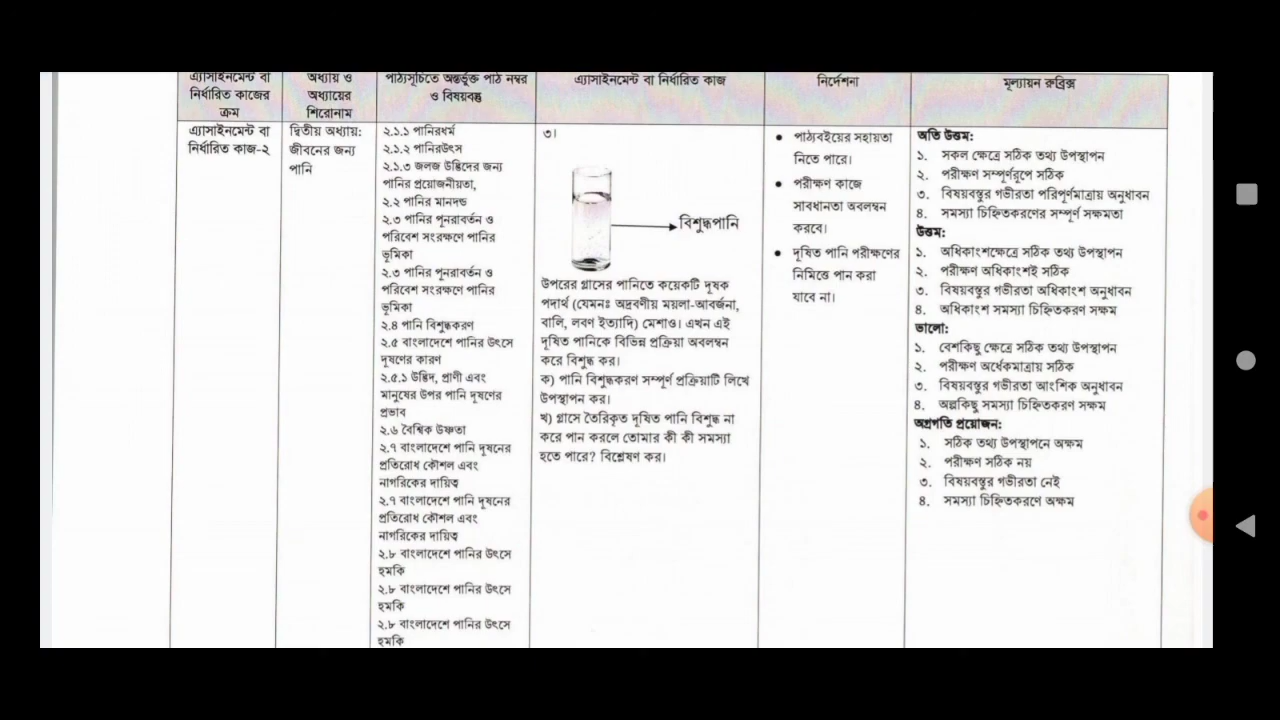 এ্যাসাইনমেন্ট বা
নির্ধারিত কাজের
ক্রম
অধ্যায় ও
অধ্যায়ের
শিরোনাম
পাঠ্যসূচিতে অন্তর্ভুক্ত পাঠ নম্বর
ও বিষয়বস্তু
এ্যাসাইনমেন্ট বা নির্ধারিত কাজ
নির্দেশনা
মূল্যায়ন রুব্রিক্স
এ্যাসাইনমেন্ট বা
নির্ধারিত কাজ-২
দ্বিতীয় অধ্যায়:
জীবনের জন্য
পানি
২.১.১ পানিরধর্ম
২.১.২ পানিরউৎস
২.১.৩ জলজ উদ্ভিদের জন্য
পানির প্রয়োজনীয়তা,
২.২ পানির মানদন্ড
২.৩ পানির পূনরাবর্তন ও
পরিবেশ সংরক্ষণে পানির
ভূমিকা
২.৩ পানির পূনরাবর্তন ও
পরিবেশ সংরক্ষণে পানির
ভূমিকা
২.৪ পানি বিশুদ্ধকরণ
২.৫ বাংলাদেশে পানির উৎসে
দূষণের কারণ
২.৫.১ উদ্ভিদ, প্রাণী এবং
মানুষের উপর পানি দূষণের
প্রভাব
২.৬ বৈশ্বিক উষ্ণতা
২.৭ বাংলাদেশে পানি দূষনের
প্রতিরোধ কৌশল এবং
নাগরিকের দায়িত্ব
২.৭ বাংলাদেশে পানি দূষনের
প্রতিরোধ কৌশল এবং
নাগরিকের দায়িত্ব
২.৮ বাংলাদেশে পানির উৎসে
হুমকি
২.৮ বাংলাদেশে পানির উৎসে
হুমকি
২.৮ বাংলাদেশে পানির উৎসে
হুমকি
৩।
বিশুদ্ধপানি
উপরের গ্লাসের পানিতে কয়েকটি দূষক
পদার্থ (যেমনঃ অদ্রবণীয় ময়লা-আবর্জনা,
বালি, লবণ ইত্যাদি) মেশাও। এখন এই
দূষিত পানিকে বিভিন্ন প্রক্রিয়া অবলম্বন
করে বিশুদ্ধ কর।
ক) পানি বিশুদ্ধকরণ সম্পূর্ণ প্রক্রিয়াটি লিখে
উপস্থাপন কর।
খ) গ্লাসে তৈরিকৃত দূষিত পানি বিশুদ্ধ না
করে পান করলে তোমার কী কী সমস্যা
হতে পারে? বিশ্লেষণ কর।
• পাঠ্যবইয়ের সহায়তা
নিতে পারে।
• পরীক্ষণ কাজে
সাবধানতা অবলম্বন
করবে।
• দূষিত পানি পরীক্ষণের
নিমিত্তে পান করা
যাবে না।
অতি উত্তম:
১. সকল ক্ষেত্রে সঠিক তথ্য উপস্থাপন
২. পরীক্ষণ সম্পূর্ণরূপে সঠিক
৩. বিষয়বস্তুর গভীরতা পরিপূর্ণমাত্রায় অনুধাবন
৪. সমস্যা চিহ্নিতকরণের সম্পূর্ণ সক্ষমতা
উত্তম:
১. অধিকাংশক্ষেত্রে সঠিক তথ্য উপস্থাপন
২. পরীক্ষণ অধিকাংশই সঠিক
৩. বিষয়বস্তুর গভীরতা অধিকাংশ অনুধাবন
৪. অধিকাংশ সমস্যা চিহ্নিতকরণ সক্ষম
ভালো:
১. বেশকিছু ক্ষেত্রে সঠিক তথ্য উপস্থাপন
২. পরীক্ষণ অর্ধেকমাত্রায় সঠিক
৩. বিষয়বস্তুর গভীরতা আংশিক অনুধাবন
৪. অল্পকিছু সমস্যা চিহ্নিতকরণ সক্ষম
অগ্রগতি প্রয়োজন:
১. সঠিক তথ্য উপস্থাপনে অক্ষম
২. পরীক্ষণ সঠিক নয়
৩. বিষয়বস্তুর গভীরতা নেই
৪. সমস্যা চিহ্নিতকরণে অক্ষম